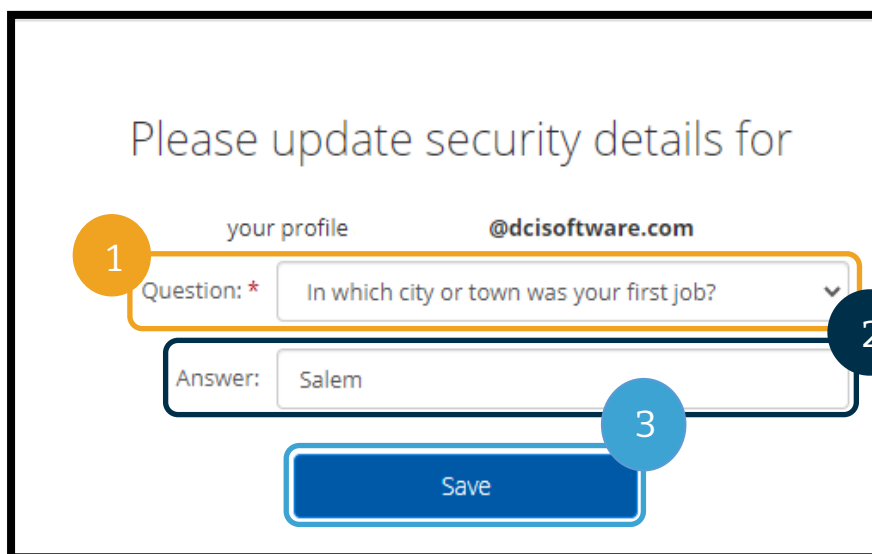 Please update security details for
your profile @dcisoftware.com
1
Question: * In which city or town was your first job?
2
Answer: Salem
3
Save